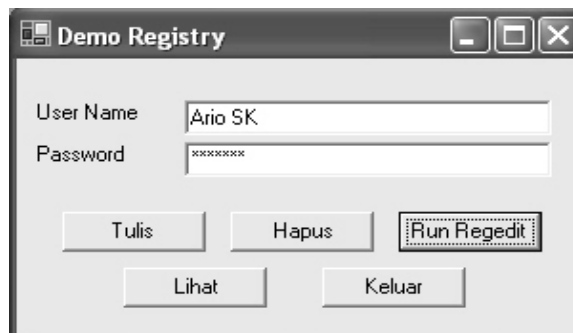 Demo Registry
User Name
Ario SK
Password
*******
Tulis
Hapus
Run Regedit
Lihat
Keluar